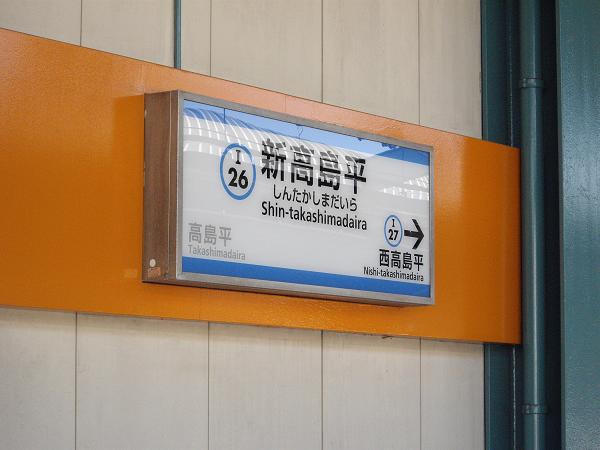 I
26
新高島平
しんたかしまだいら
Shin-takashimadaira
高島平
Takashimadaira
I
27
→
西高島平
Nishi-takashimadaira